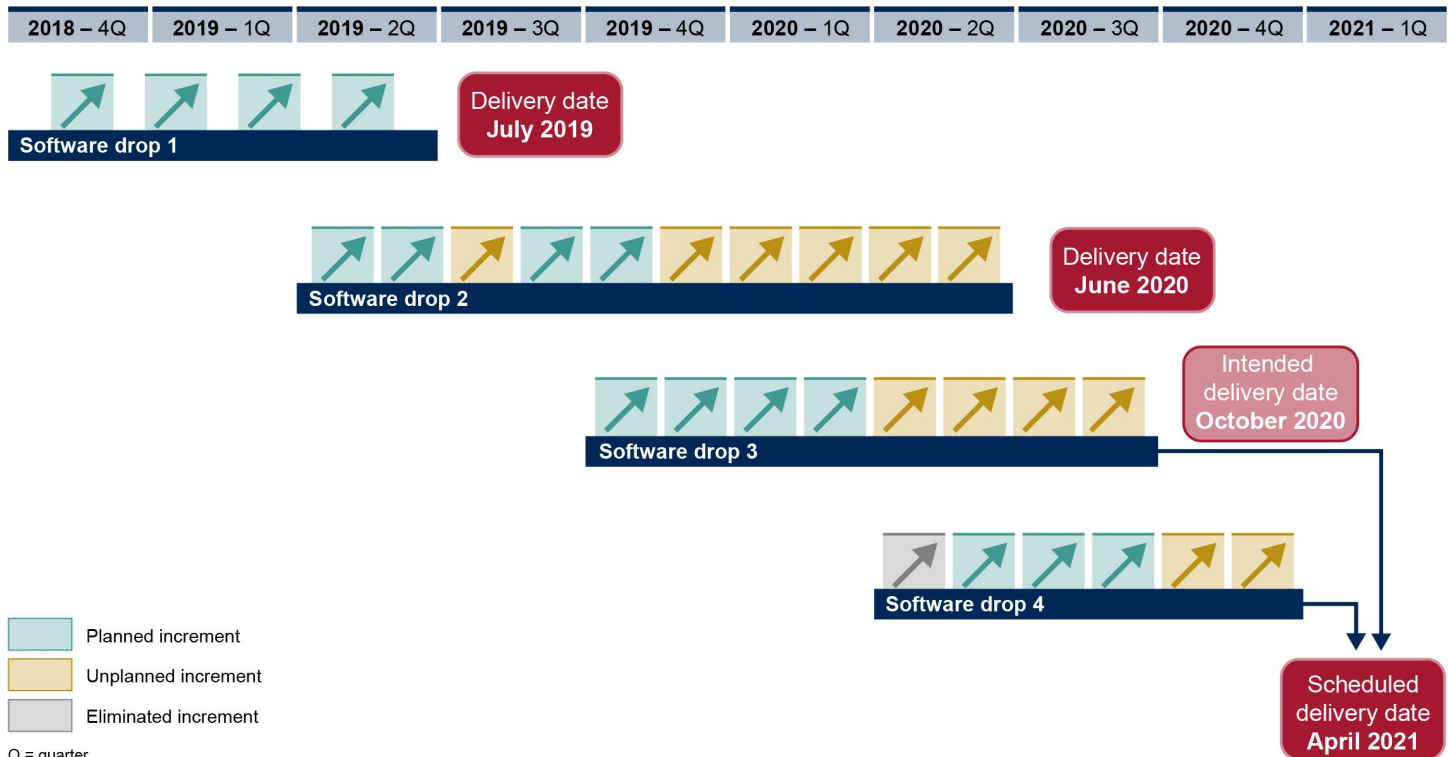 2018 – 4Q
2019 – 1Q
2019 – 2Q
2019 – 3Q
2019 – 4Q
2020 – 1Q
2020 – 2Q
2020 – 3Q
2020 – 4Q
2021 – 1Q
Delivery date
July 2019
Software drop 1
Delivery date
June 2020
Software drop 2
Intended
delivery date
October 2020
Software drop 3
Software drop 4
Scheduled
delivery date
April 2021
Planned increment
Unplanned increment
Eliminated increment
Q = quarter